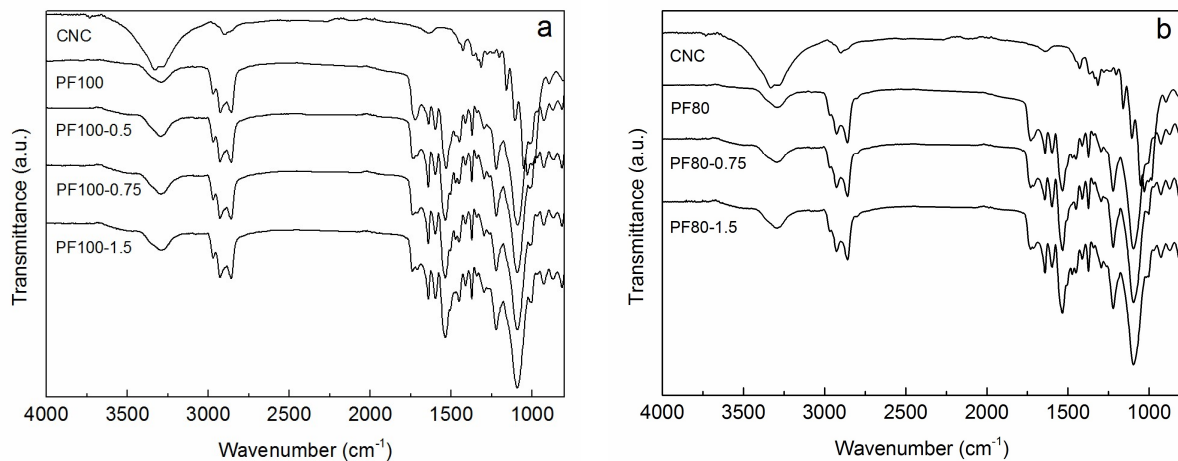 a
CNC
PF100
PF100-0.5
PF100-0.75
PF100-1.5
Transmittance (a.u.)
4000 3500 3000 2500 2000 1500 1000
Wavenumber (cm⁻¹)
b
CNC
PF80
PF80-0.75
PF80-1.5
Transmittance (a.u.)
4000 3500 3000 2500 2000 1500 1000
Wavenumber (cm⁻¹)